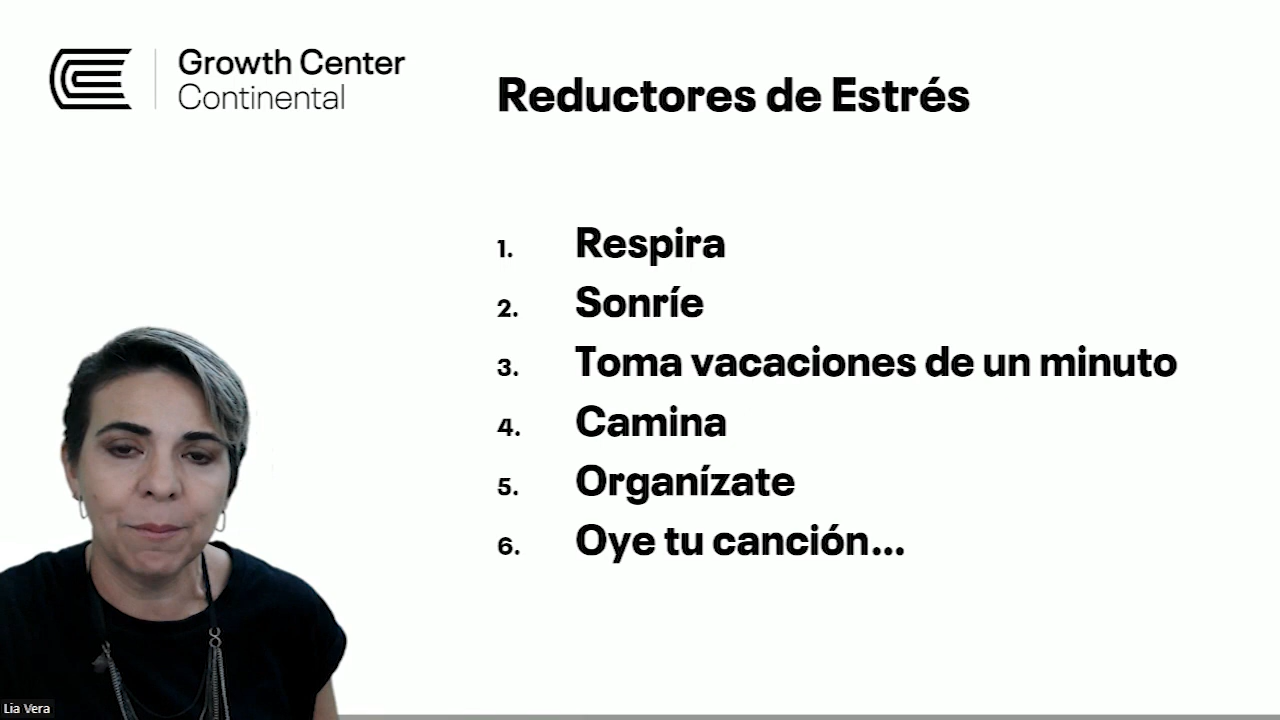 Growth Center
Continental
Reductores de Estrés
1. Respira
2. Sonríe
3. Toma vacaciones de un minuto
4. Camina
5. Organízate
6. Oye tu canción...
Lia Vera